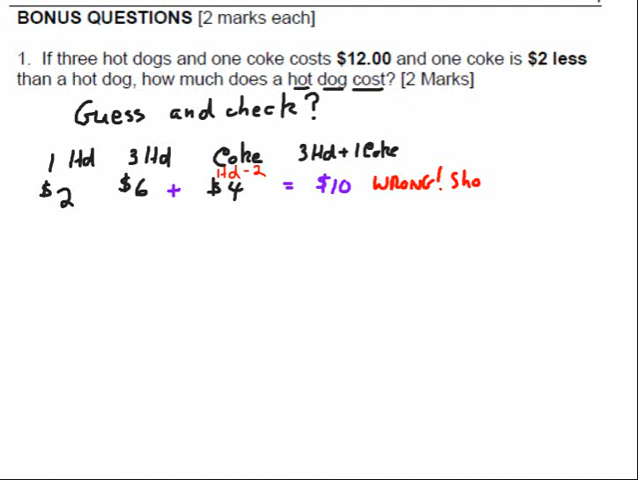 BONUS QUESTIONS [2 marks each]
1. If three hot dogs and one coke costs $12.00 and one coke is $2 less
than a hot dog, how much does a hot dog cost? [2 Marks]
Guess and check?
1 Hd 3 Hd Coke 3 Hd + 1 Coke
Hd - 2
$2 $6 + $4 = $10 WRONG! Sho